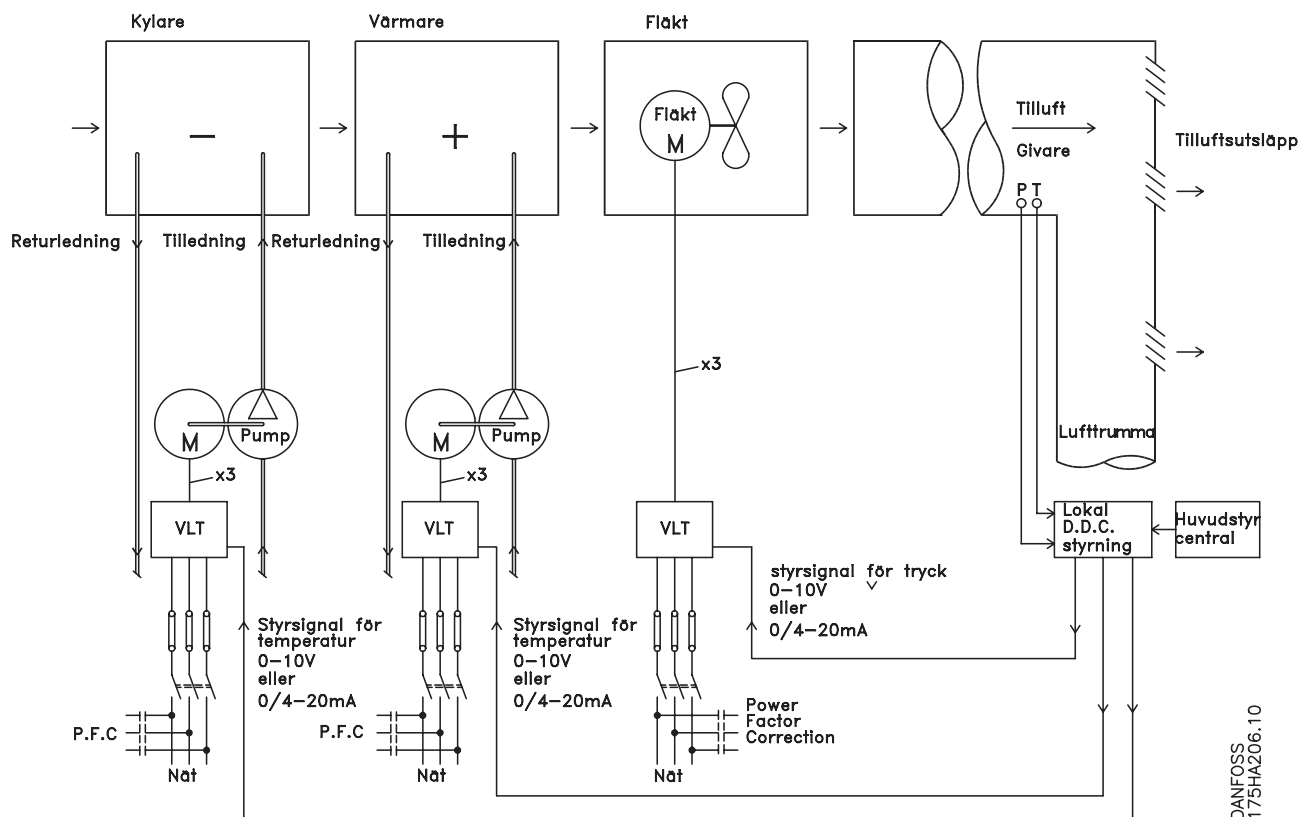 Kylare
Värmare
Fläkt
−
+
Fläkt
M
Tilluft
Givare
P T
Tilluftsutsläpp
Returledning
Tilledning
Returledning
Tilledning
x3
M
Pump
M
Pump
Lufttrumma
x3
x3
VLT
VLT
VLT
Lokal
D.D.C.
styrning
Huvudstyr
central
styrsignal för tryck
0−10V
eller
0/4−20mA
Styrsignal för
temperatur
0−10V
eller
0/4−20mA
Styrsignal för
temperatur
0−10V
eller
0/4−20mA
P.F.C
P.F.C
Power
Factor
Correction
Nät
Nät
Nät
DANFOSS
175HA206.10